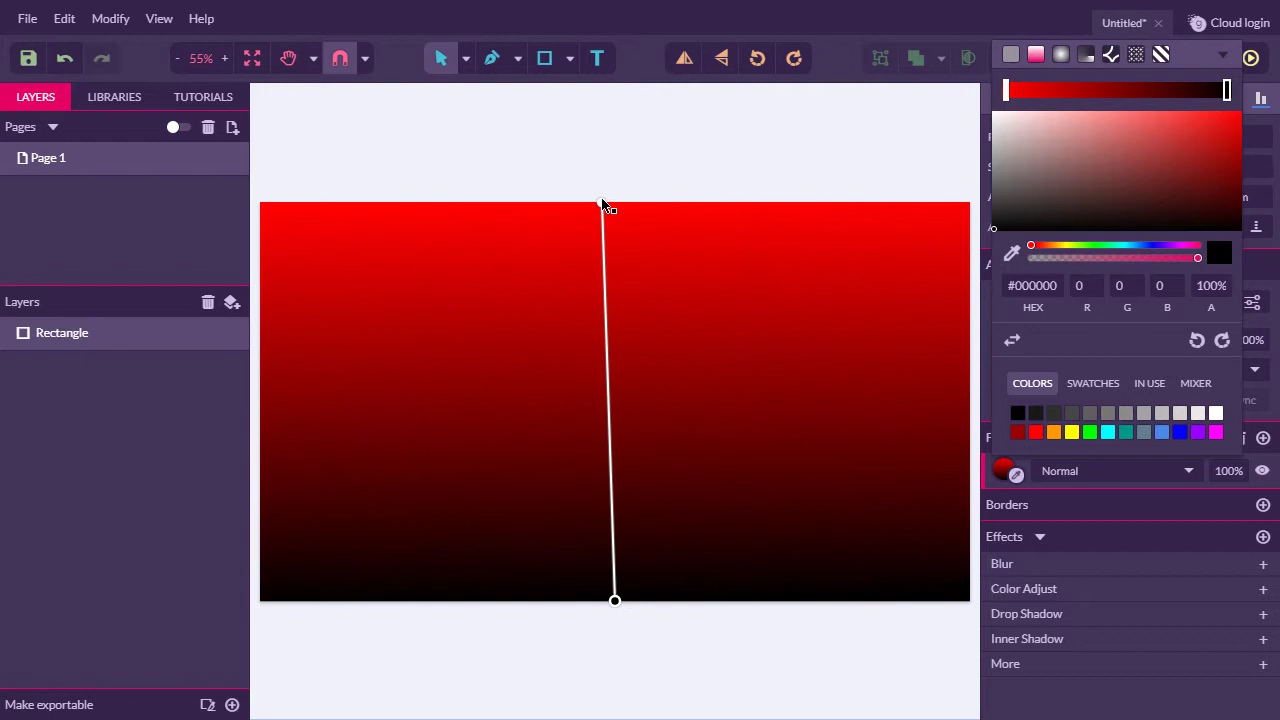 File Edit Modify View Help
Untitled*
Cloud login
- 55% +
T
LAYERS LIBRARIES TUTORIALS
Pages
Page 1
Layers
Rectangle
#000000 0 0 0 100%
HEX R G B A
COLORS SWATCHES IN USE MIXER
Normal 100%
Borders
Effects
Blur
Color Adjust
Drop Shadow
Inner Shadow
More
Make exportable